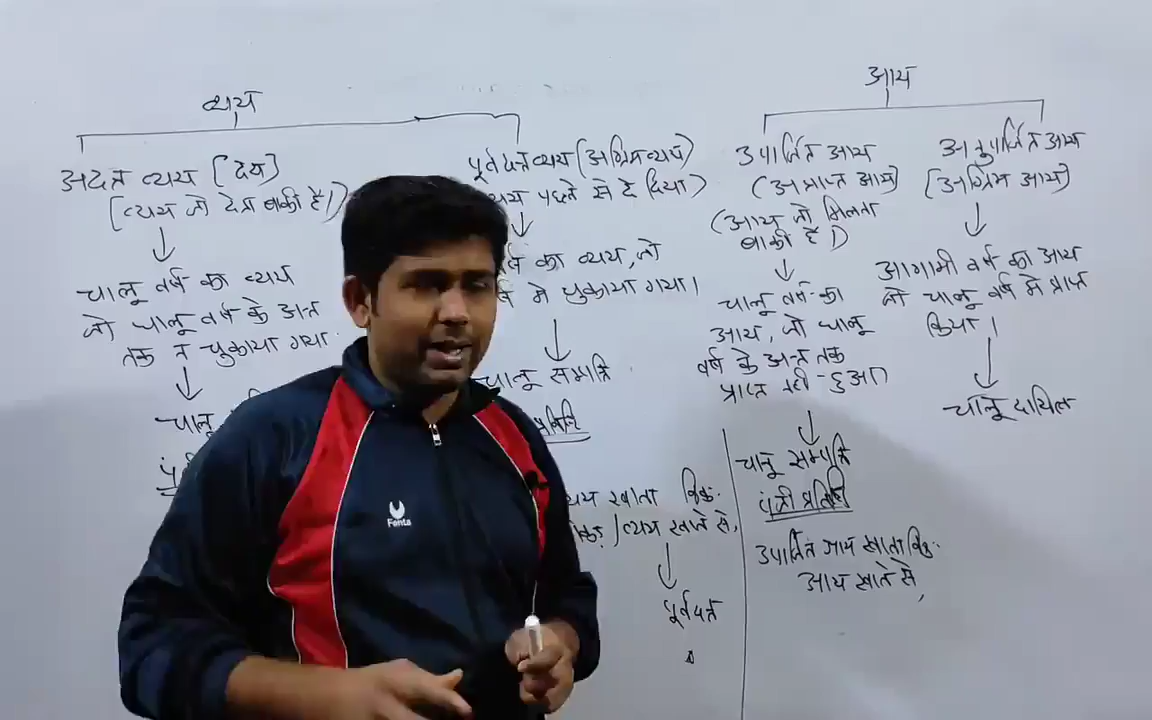 व्यय
अदत्त व्यय (देय)
(व्यय जो देना बाकी है।)
चालू वर्ष का व्यय
जो चालू वर्ष के अन्त
तक न चुकाया गया
चालू
पूर्वदत्त व्यय (अग्रिम व्यय)
व्यय पहले से दे दिया)
का व्यय, जो
में चुकाया गया।
चालू सम्पत्ति
व्यय खाता विक.
व्यय खाते से,
पूर्वदत्त
आय
उपार्जित आय
(अप्राप्त आय)
(आय जो मिलना
बाकी है।)
चालू वर्ष का
आय, जो चालू
वर्ष के अन्त तक
प्राप्त नहीं हुआ।
चालू सम्पत्ति
पंजी प्रविष्टि
उपार्जित आय खाता विक.
आय खाते से,
अनुपार्जित आय
(अग्रिम आय)
आगामी वर्ष का आय
जो चालू वर्ष में प्राप्त
किया।
चालू दायित्व
Fenta